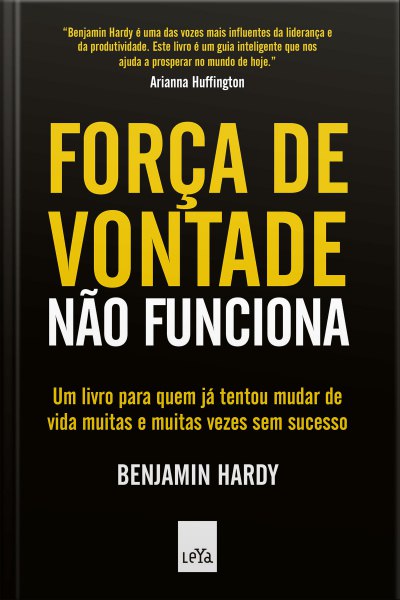 “Benjamin Hardy é uma das vozes mais influentes da liderança e
da produtividade. Este livro é um guia inteligente que nos
ajuda a prosperar no mundo de hoje.”
Arianna Huffington
FORÇA DE
VONTADE
NÃO FUNCIONA
Um livro para quem já tentou mudar de
vida muitas e muitas vezes sem sucesso
BENJAMIN HARDY
LeYa